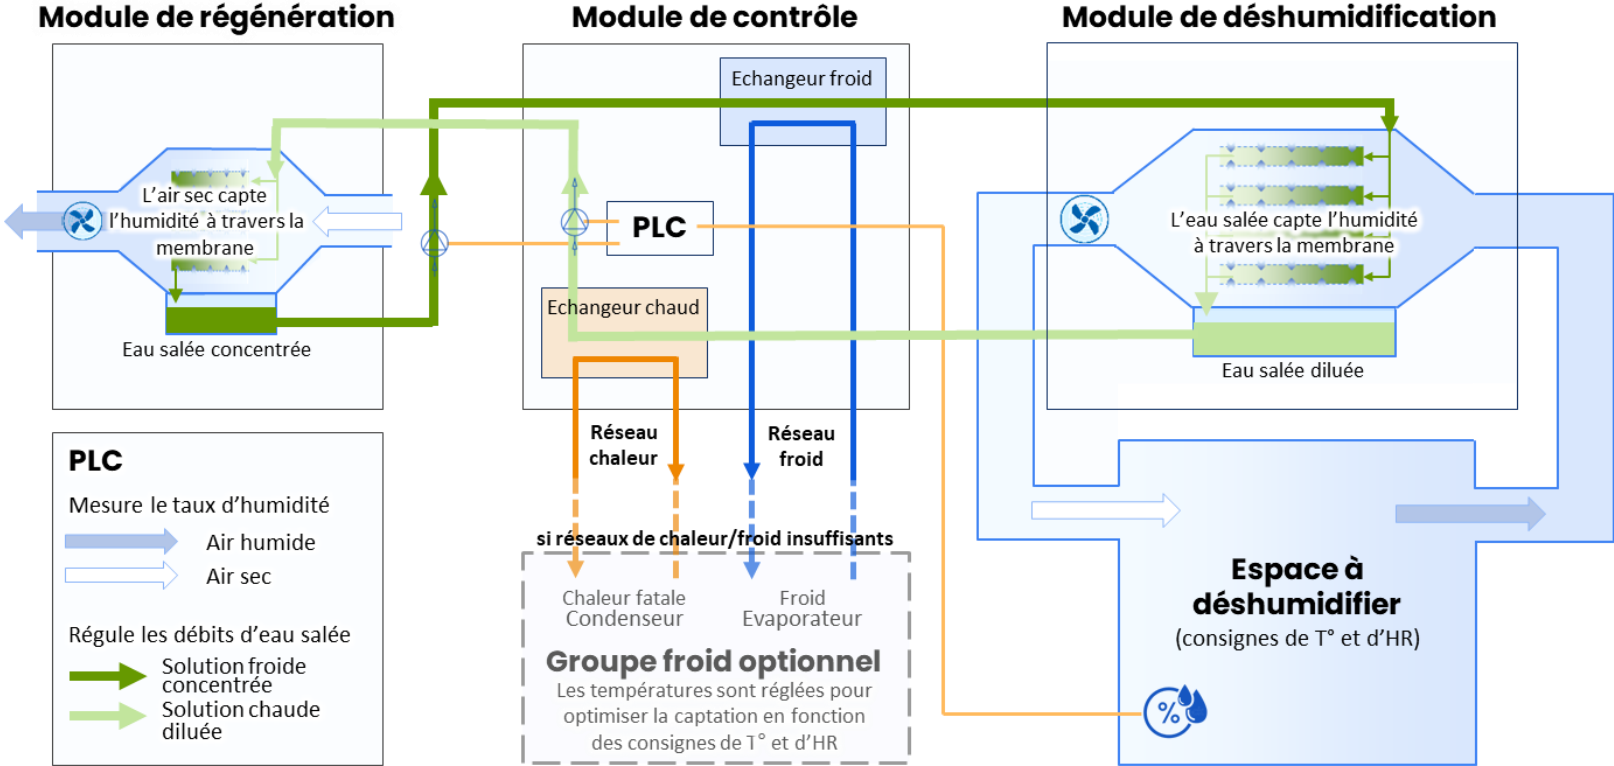 Module de régénération
Module de contrôle
Module de déshumidification
Echangeur froid
L’air sec capte
l’humidité à travers la
membrane
PLC
L’eau salée capte l’humidité
à travers la membrane
Echangeur chaud
Eau salée concentrée
Eau salée diluée
Réseau
chaleur
Réseau
froid
PLC
Mesure le taux d’humidité
Air humide
Air sec
Régule les débits d’eau salée
Solution froide
concentrée
Solution chaude
diluée
si réseaux de chaleur/froid insuffisants
Chaleur fatale
Condenseur
Froid
Evaporateur
Groupe froid optionnel
Les températures sont réglées pour
optimiser la captation en fonction
des consignes de T° et d’HR
Espace à
déshumidifier
(consignes de T° et d’HR)
%